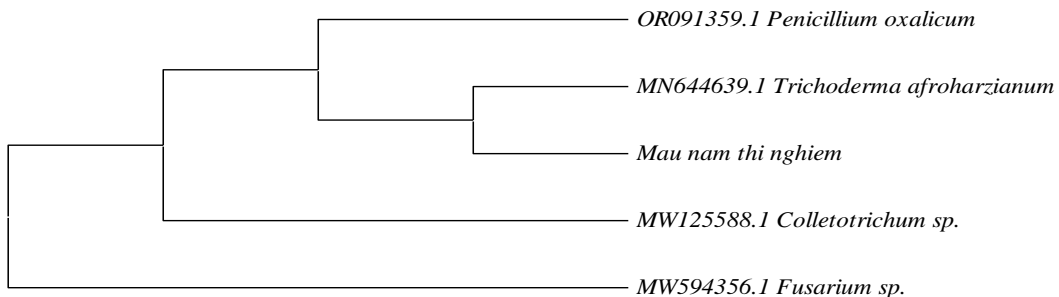 OR091359.1 Penicillium oxalicum
MN644639.1 Trichoderma afroharzianum
Mau nam thi nghiem
MW125588.1 Colletotrichum sp.
MW594356.1 Fusarium sp.